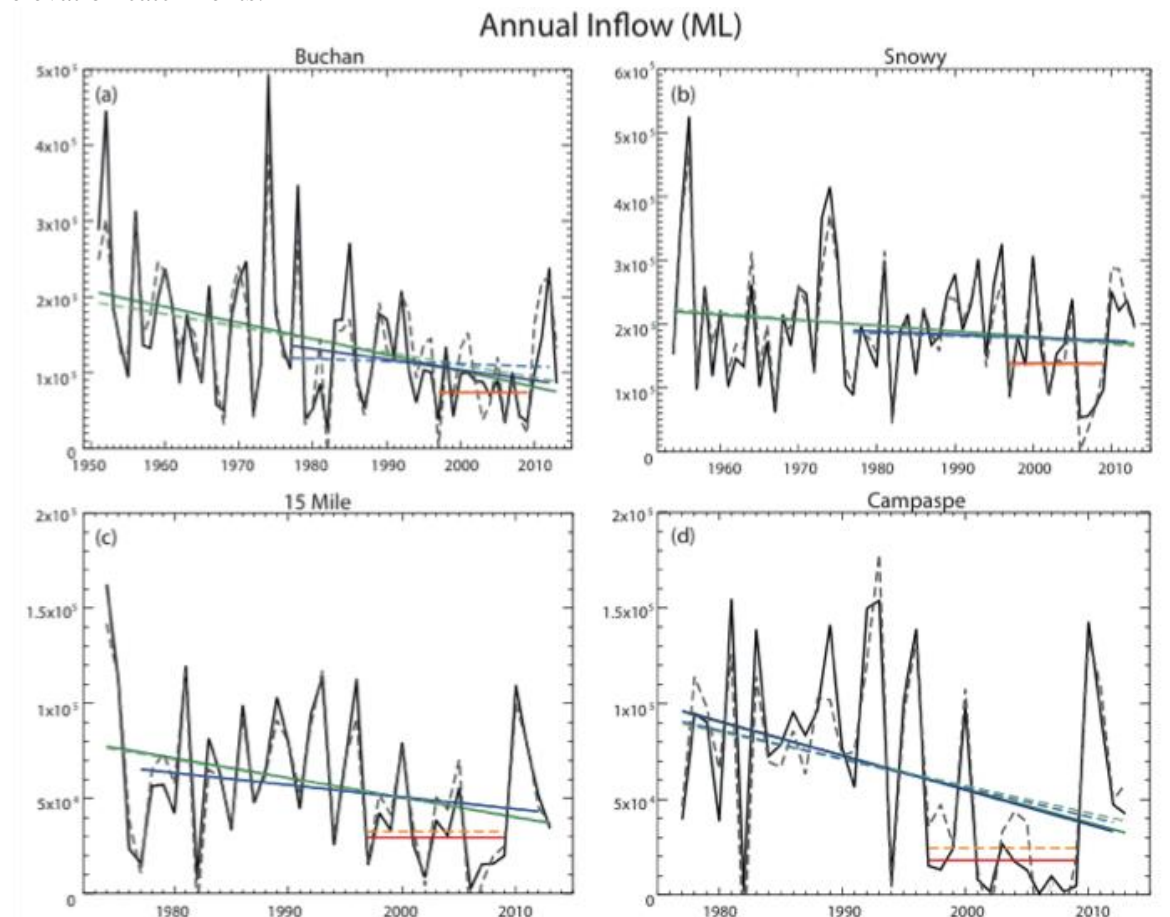 Annual Inflow (ML)
Buchan
(a)
5x10⁵
4x10⁵
3x10⁵
2x10⁵
1x10⁵
0
1950 1960 1970 1980 1990 2000 2010
Snowy
(b)
6x10⁵
5x10⁵
4x10⁵
3x10⁵
2x10⁵
1x10⁵
0
1960 1970 1980 1990 2000 2010
15 Mile
(c)
2x10⁵
1.5x10⁵
1x10⁵
5x10⁴
0
1980 1990 2000 2010
Campaspe
(d)
2x10⁵
1.5x10⁵
1x10⁵
5x10⁴
0
1980 1990 2000 2010